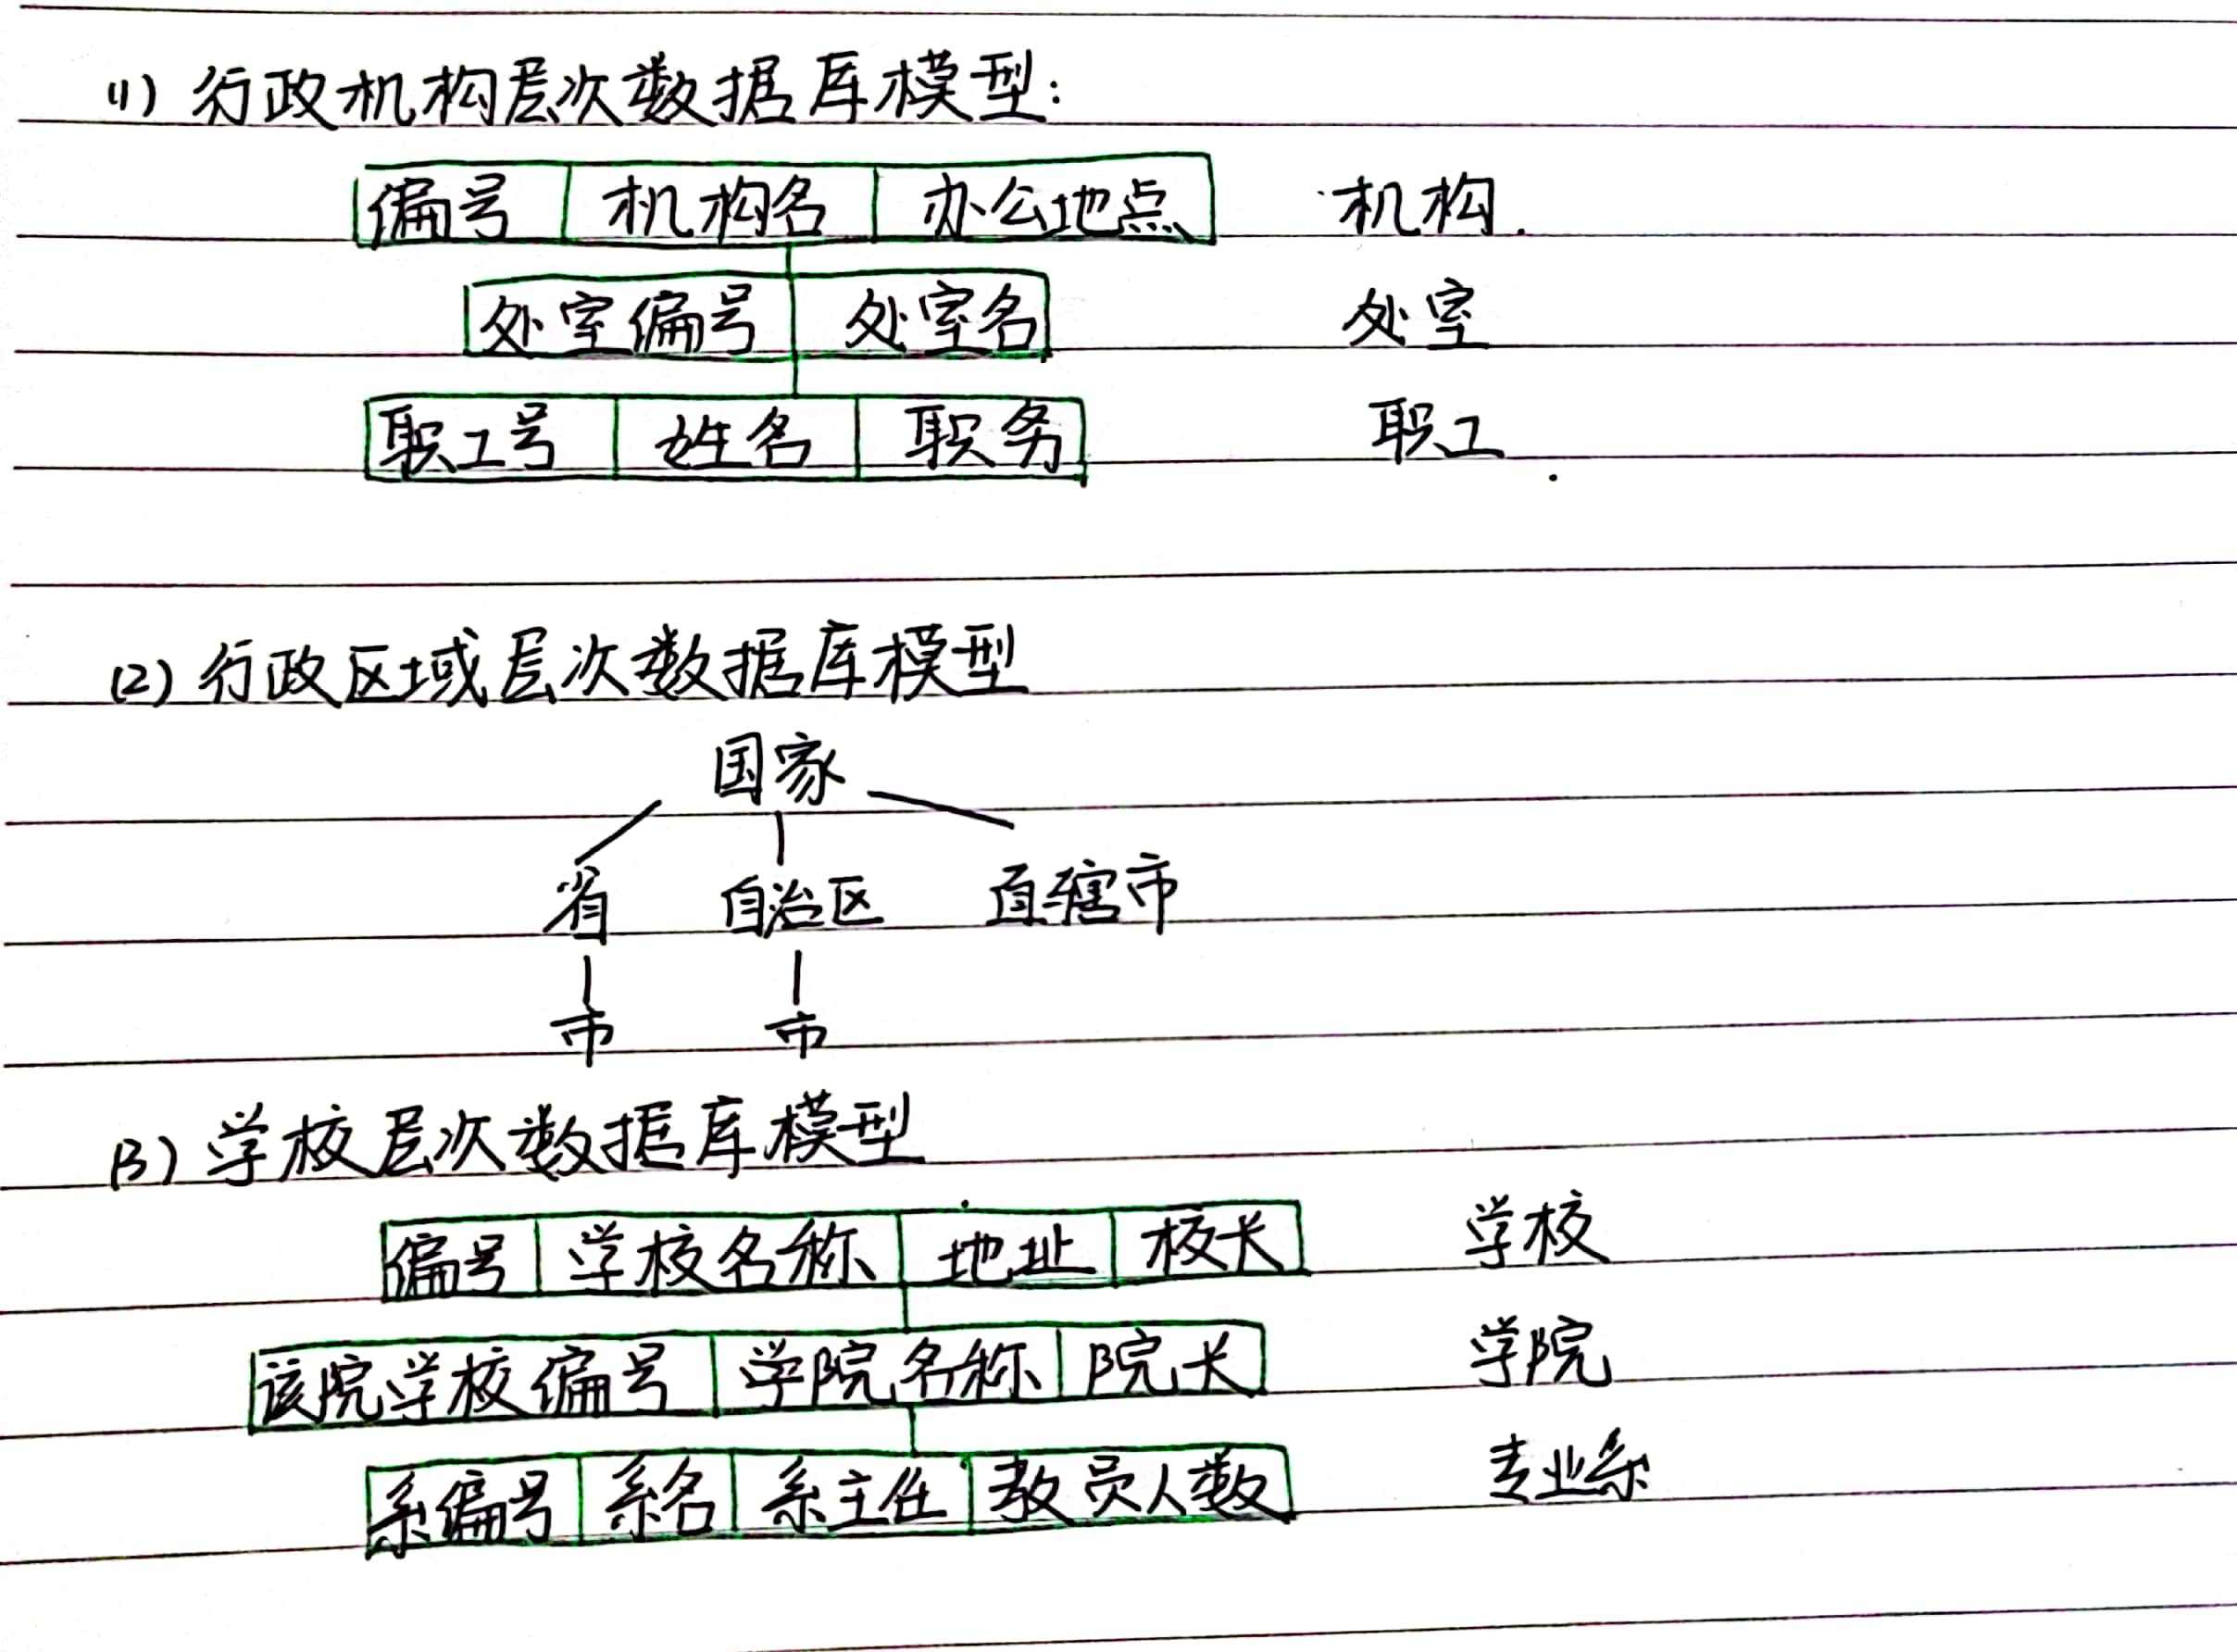 (1) 行政机构层次数据库模型:
编号 机构名 办公地点 机构.
处室编号 处室名 处室
职工号 姓名 职务 职工
(2) 行政区域层次数据库模型
国家
省 自治区 直辖市
市 市
(3) 学校层次数据库模型
编号 学校名称 地址 校长 学校
该院学校编号 学院名称 院长 学院
系编号 系名 系主任 教员人数 专业系